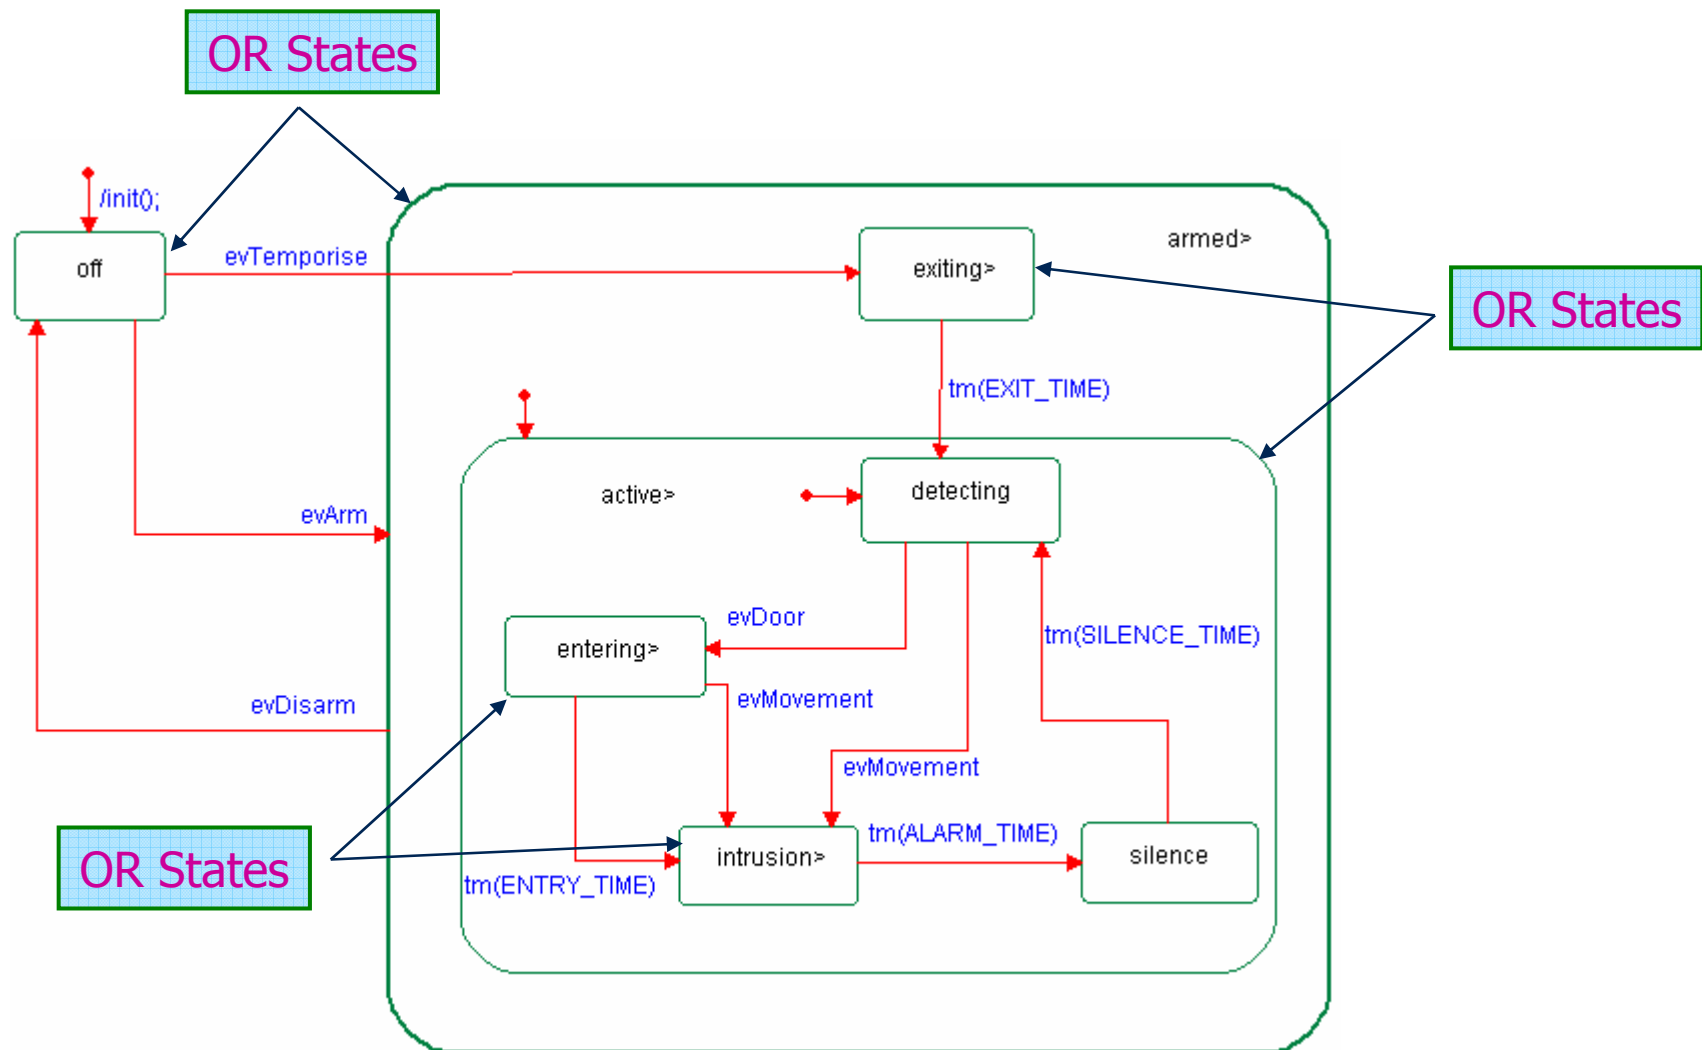 OR States
/init();
off
evTemporise
exiting>
armed>
OR States
tm(EXIT_TIME)
active>
detecting
evArm
evDoor
tm(SILENCE_TIME)
entering>
evDisarm
evMovement
evMovement
OR States
tm(ENTRY_TIME)
intrusion>
tm(ALARM_TIME)
silence